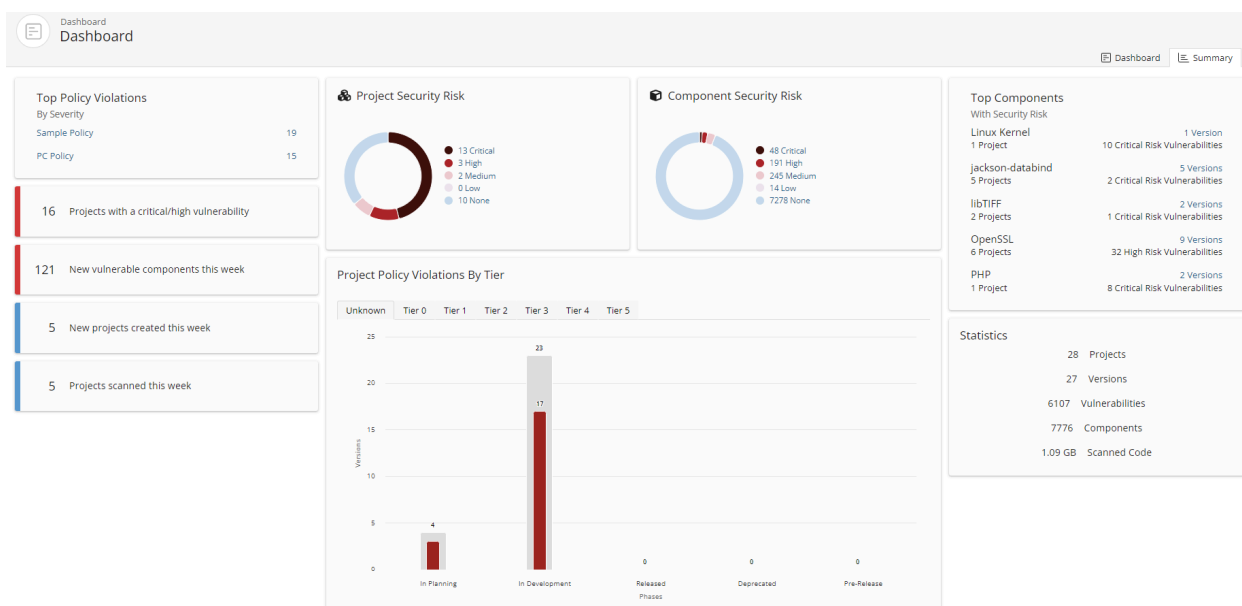 Dashboard
Dashboard
Dashboard
Summary
Top Policy Violations
By Severity
Sample Policy 19
PC Policy 15
16 Projects with a critical/high vulnerability
121 New vulnerable components this week
5 New projects created this week
5 Projects scanned this week
Project Security Risk
13 Critical
3 High
2 Medium
0 Low
10 None
Component Security Risk
48 Critical
191 High
245 Medium
14 Low
7278 None
Project Policy Violations By Tier
Unknown Tier 0 Tier 1 Tier 2 Tier 3 Tier 4 Tier 5
25
20
15
10
5
0
Versions
4
23
17
0
0
0
In Planning In Development Released Deprecated Pre-Release
Phases
Top Components
With Security Risk
Linux Kernel 1 Version
1 Project 10 Critical Risk Vulnerabilities
jackson-databind 5 Versions
5 Projects 2 Critical Risk Vulnerabilities
libTIFF 2 Versions
2 Projects 1 Critical Risk Vulnerabilities
OpenSSL 9 Versions
6 Projects 32 High Risk Vulnerabilities
PHP 2 Versions
1 Project 8 Critical Risk Vulnerabilities
Statistics
28 Projects
27 Versions
6107 Vulnerabilities
7776 Components
1.09 GB Scanned Code